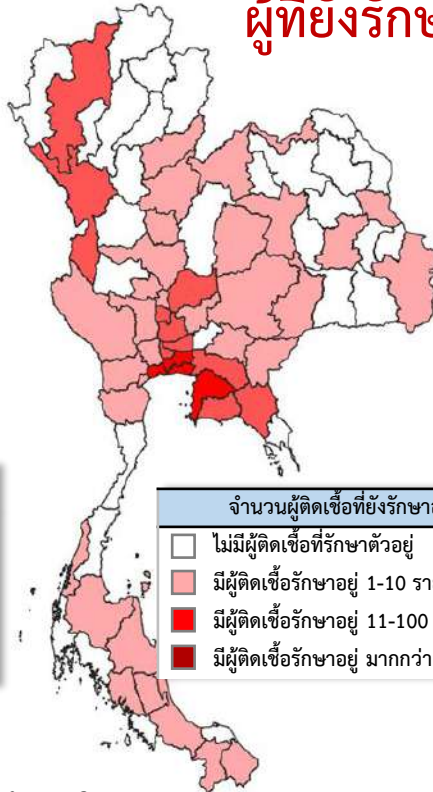 ผู้ที่ยังรักษ
จำนวนผู้ติดเชื้อที่ยังรักษา
ไม่มีผู้ติดเชื้อที่รักษาตัวอยู่
มีผู้ติดเชื้อรักษาอยู่ 1-10 รา
มีผู้ติดเชื้อรักษาอยู่ 11-100
มีผู้ติดเชื้อรักษาอยู่ มากกว่า